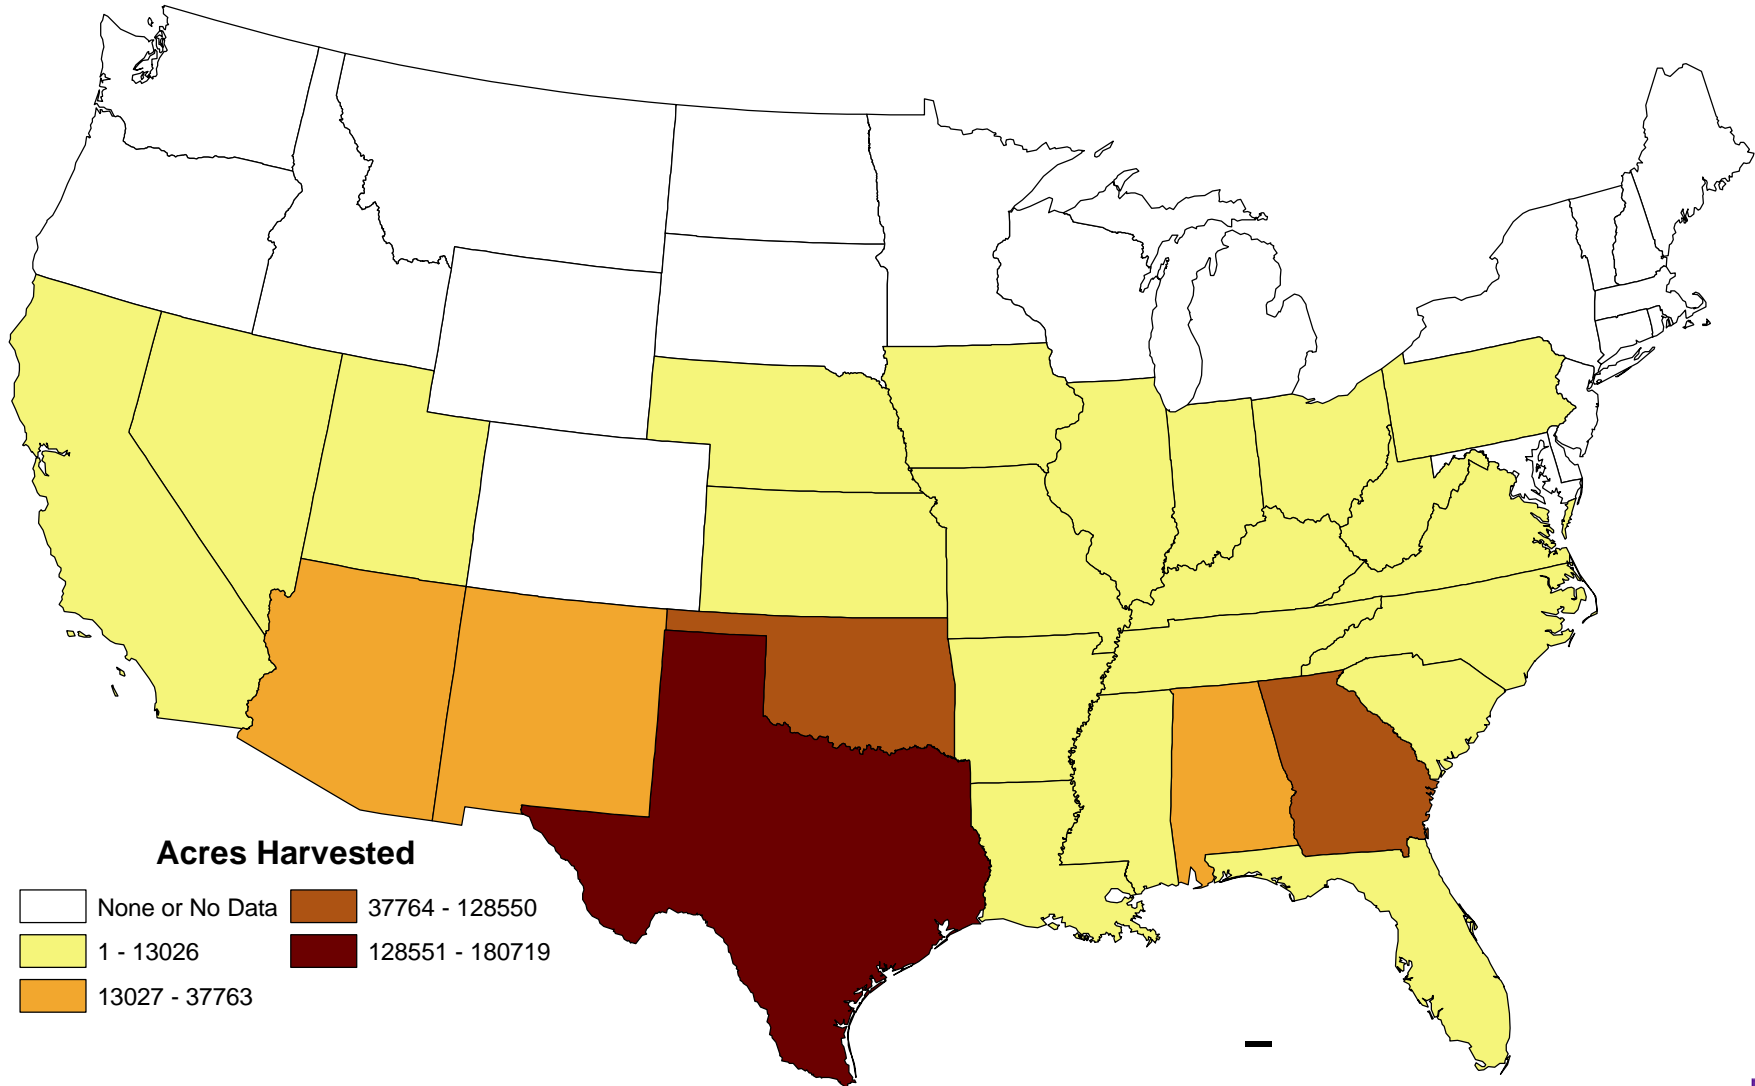 Acres Harvested
None or No Data
1 - 13026
13027 - 37763
37764 - 128550
128551 - 180719